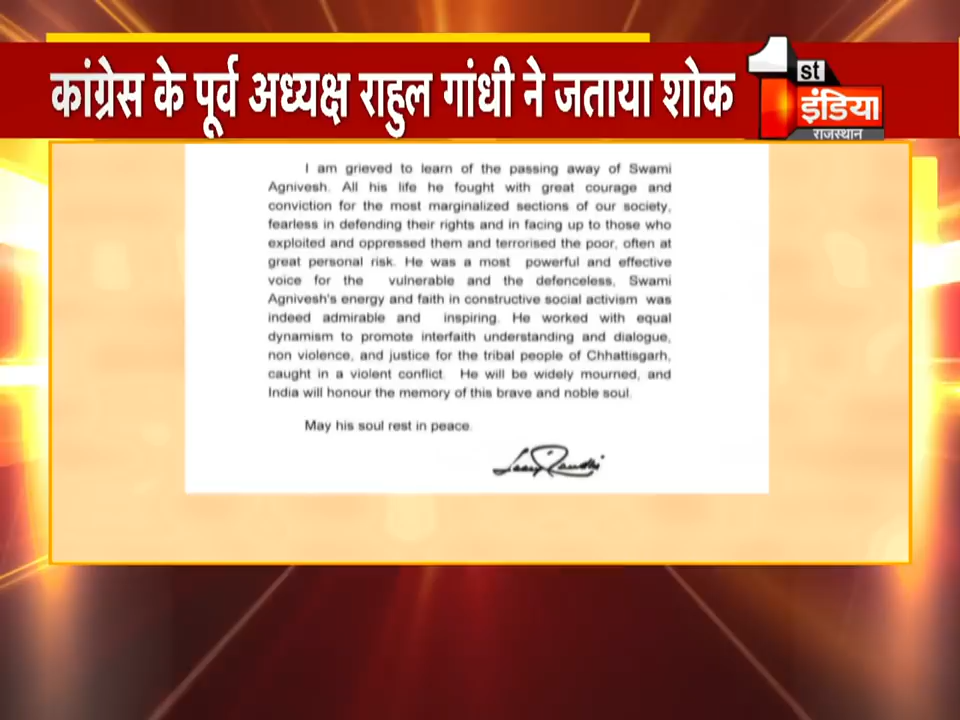 कांग्रेस के पूर्व अध्यक्ष राहुल गांधी ने जताया शोक
1st
इंडिया
राजस्थान
I am grieved to learn of the passing away of Swami
Agnivesh. All his life he fought with great courage and
conviction for the most marginalized sections of our society,
fearless in defending their rights and in facing up to those who
exploited and oppressed them and terrorised the poor, often at
great personal risk. He was a most powerful and effective
voice for the vulnerable and the defenceless. Swami
Agnivesh's energy and faith in constructive social activism was
indeed admirable and inspiring. He worked with equal
dynamism to promote interfaith understanding and dialogue,
non violence, and justice for the tribal people of Chhattisgarh,
caught in a violent conflict. He will be widely mourned, and
India will honour the memory of this brave and noble soul.
May his soul rest in peace.